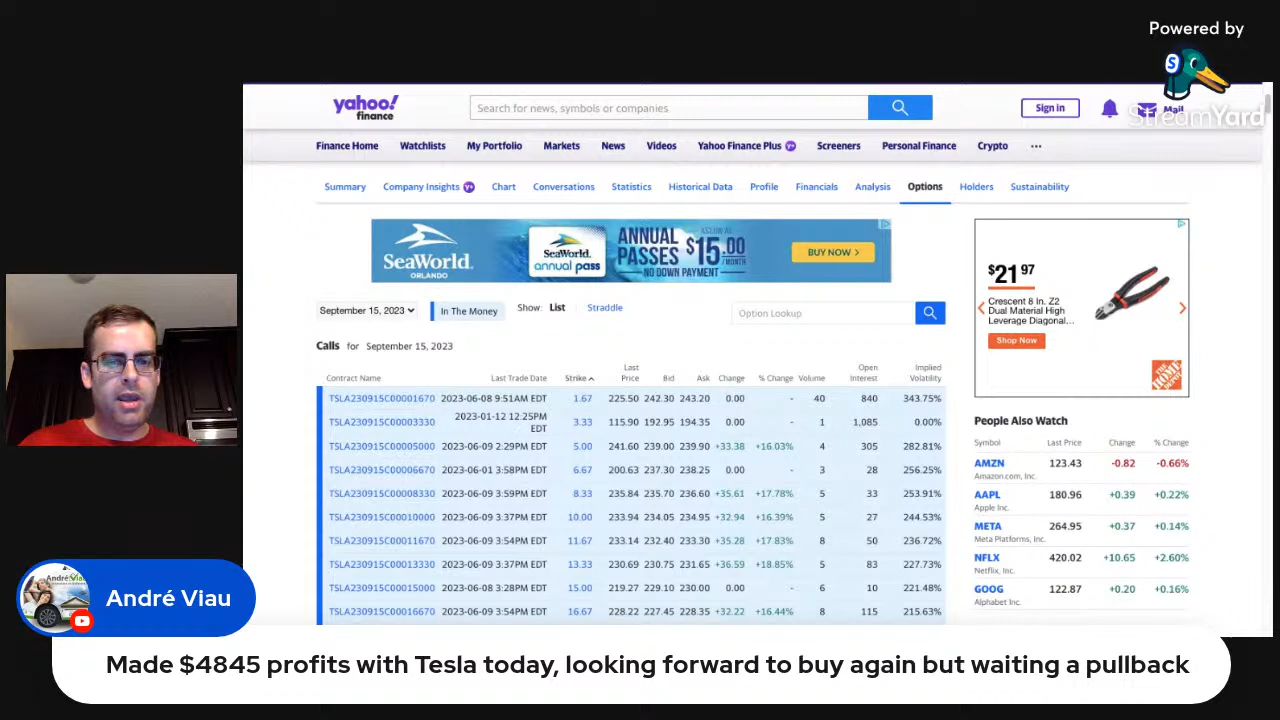 Powered by
S
StreamYard
yahoo!
finance
Search for news, symbols or companies
Sign in
Mail
Finance Home Watchlists My Portfolio Markets News Videos Yahoo Finance Plus Y+ Screeners Personal Finance Crypto ...
Summary Company Insights Y+ Chart Conversations Statistics Historical Data Profile Financials Analysis Options Holders Sustainability
SeaWorld
ORLANDO
SeaWorld
annual pass
ANNUAL
PASSES
AS LOW AS
$15.00
/MONTH
NO DOWN PAYMENT
BUY NOW >
$21 97
Crescent 8 In. Z2
Dual Material High
Leverage Diagonal...
Shop Now
THE HOME DEPOT
September 15, 2023 In The Money Show: List Straddle Option Lookup
Calls for September 15, 2023
Contract Name Last Trade Date Strike Last Price Bid Ask Change % Change Volume Open Interest Implied Volatility
TSLA230915C00001670 2023-06-08 9:51AM EDT 1.67 225.50 242.30 243.20 0.00 - 40 840 343.75%
TSLA230915C00003330 2023-01-12 12:25PM EDT 3.33 115.90 192.95 194.35 0.00 - 1 1,085 0.00%
TSLA230915C00005000 2023-06-09 2:29PM EDT 5.00 241.60 239.00 239.90 +33.38 +16.03% 4 305 282.81%
TSLA230915C00006670 2023-06-01 3:58PM EDT 6.67 200.63 237.30 238.25 0.00 - 3 28 256.25%
TSLA230915C00008330 2023-06-09 3:59PM EDT 8.33 235.84 235.70 236.60 +35.61 +17.78% 5 33 253.91%
TSLA230915C00010000 2023-06-09 3:37PM EDT 10.00 233.94 234.05 234.95 +32.94 +16.39% 5 27 244.53%
TSLA230915C00011670 2023-06-09 3:54PM EDT 11.67 233.14 232.40 233.30 +35.28 +17.83% 8 50 236.72%
TSLA230915C00013330 2023-06-09 3:37PM EDT 13.33 230.69 230.75 231.65 +36.59 +18.85% 5 83 227.73%
TSLA230915C00015000 2023-06-08 3:28PM EDT 15.00 219.27 229.10 230.00 0.00 - 6 10 221.48%
TSLA230915C00016670 2023-06-09 3:54PM EDT 16.67 228.22 227.45 228.35 +32.22 +16.44% 8 115 215.63%
People Also Watch
Symbol Last Price Change % Change
AMZN 123.43 -0.82 -0.66%
Amazon.com, Inc.
AAPL 180.96 +0.39 +0.22%
Apple Inc.
META 264.95 +0.37 +0.14%
Meta Platforms, Inc.
NFLX 420.02 +10.65 +2.60%
Netflix, Inc.
GOOG 122.87 +0.20 +0.16%
Alphabet Inc.
André Viau
Made $4845 profits with Tesla today, looking forward to buy again but waiting a pullback